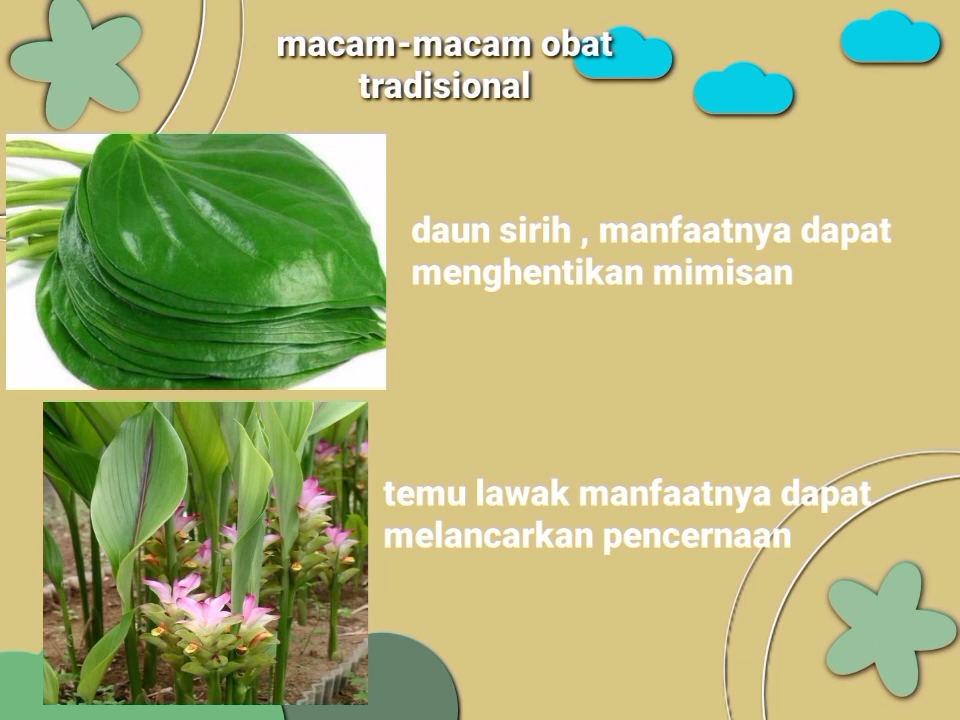 macam-macam obat
tradisional
daun sirih , manfaatnya dapat
menghentikan mimisan
temu lawak manfaatnya dapat
melancarkan pencernaan